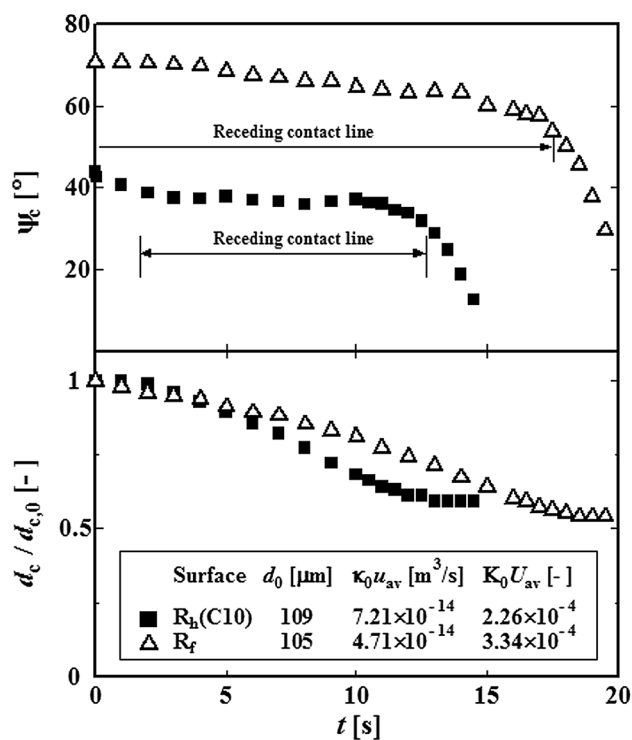 80
60
40
20
ψc [°]
Receding contact line
Receding contact line
1
0.5
0
dc / dc,0 [-]
Surface d0 [μm] κ0uav [m³/s] K0Uav [-]
■ Rh(C10) 109 7.21×10⁻¹⁴ 2.26×10⁻⁴
△ Rf 105 4.71×10⁻¹⁴ 3.34×10⁻⁴
0 5 10 15 20
t [s]